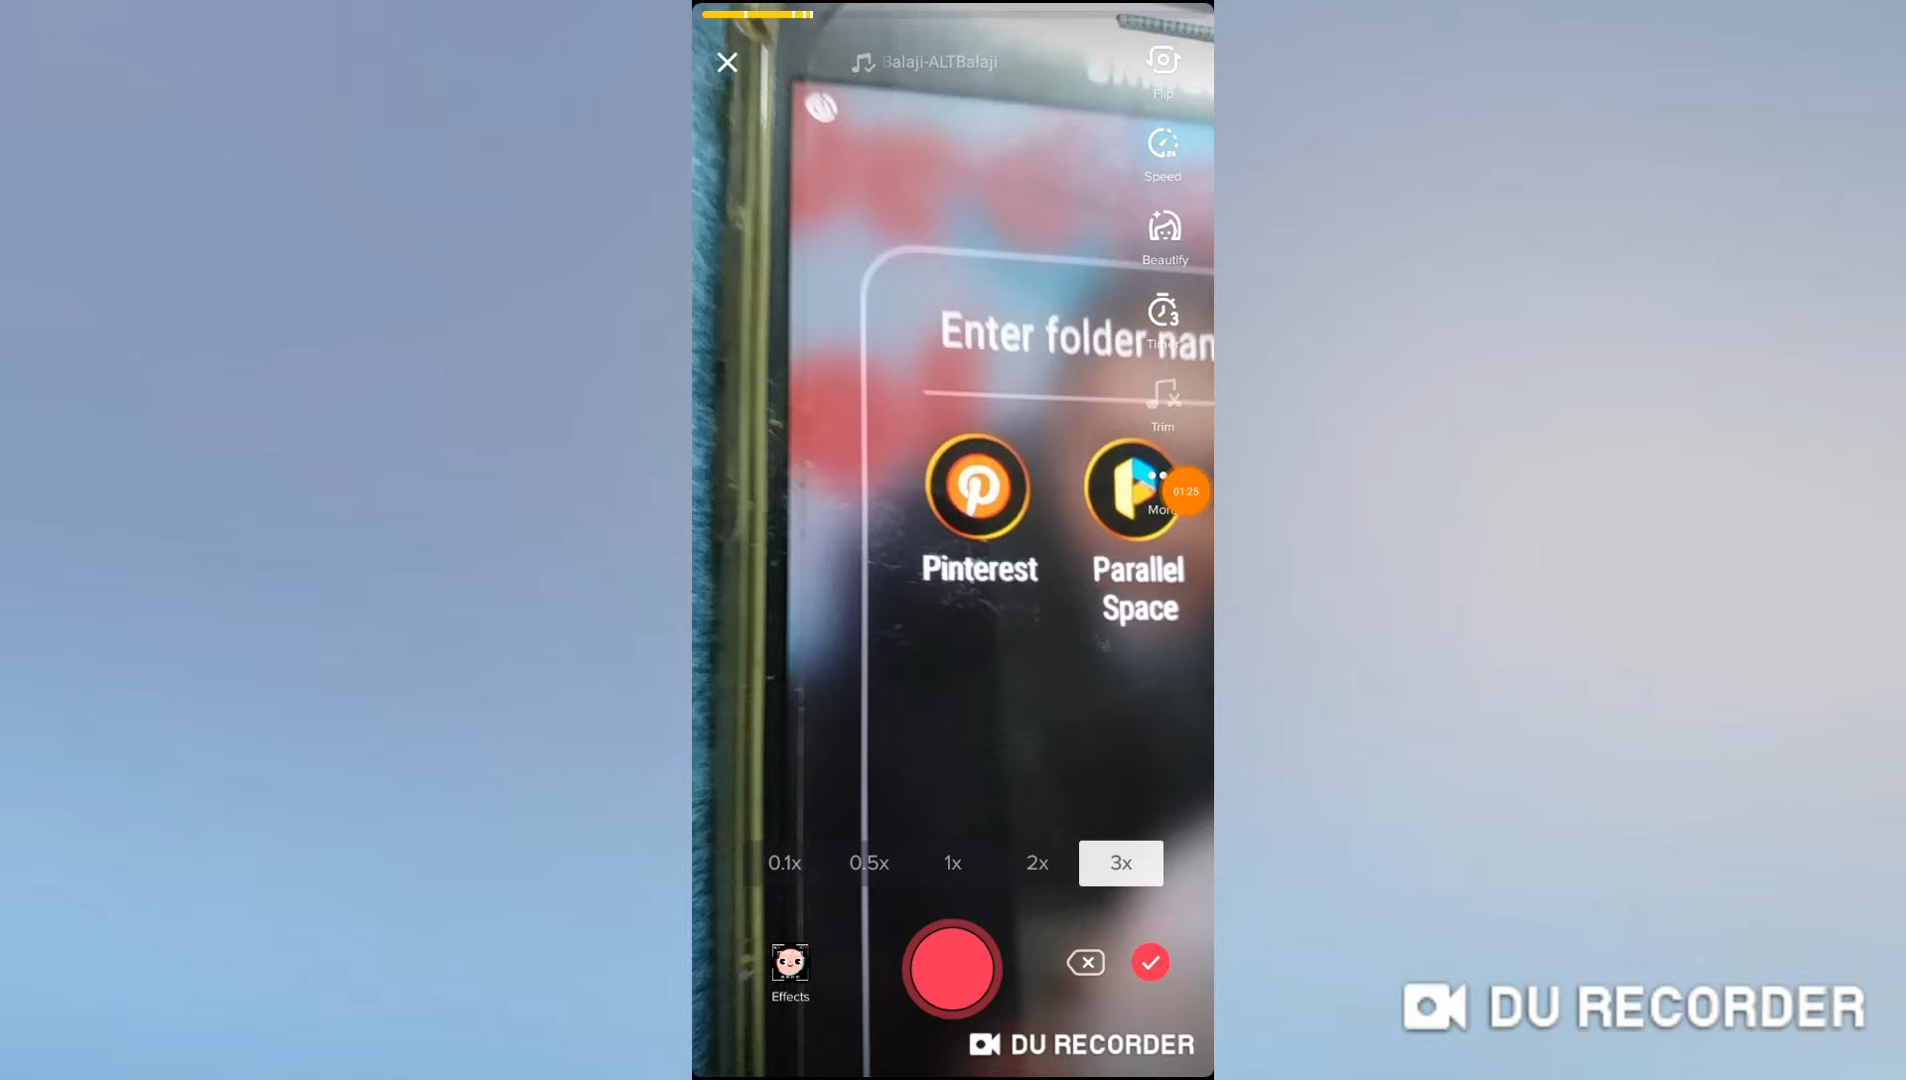 Balaji-ALTBalaji
Flip
Speed
Beautify
Enter folder
3
Trim
Pinterest
Parallel
Space
01:25
0.1x
0.5x
1x
2x
3x
Effects
DU RECORDER
DU RECORDER